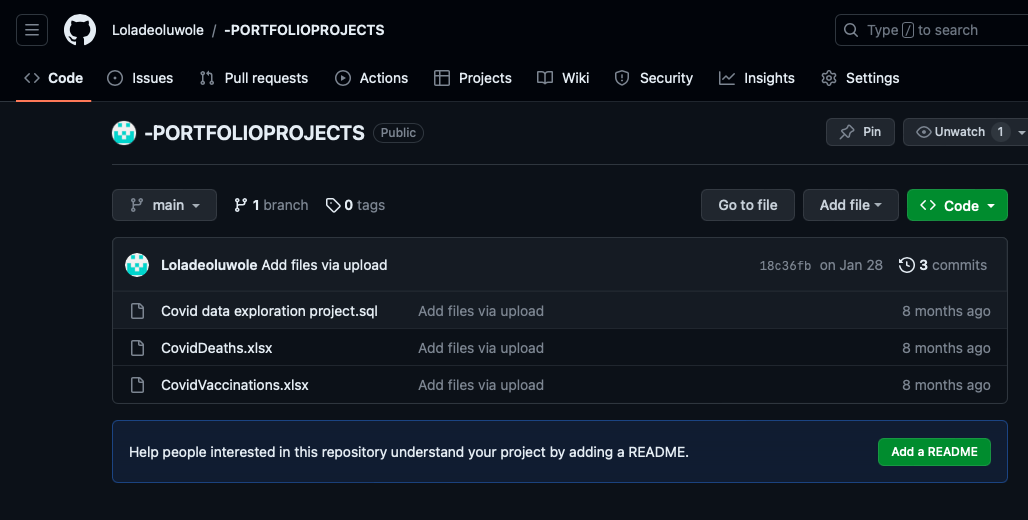 Loladeoluwole / -PORTFOLIOPROJECTS Type / to search
Code Issues Pull requests Actions Projects Wiki Security Insights Settings
-PORTFOLIOPROJECTS Public Pin Unwatch 1
main 1 branch 0 tags Go to file Add file Code
Loladeoluwole Add files via upload 18c36fb on Jan 28 3 commits
Covid data exploration project.sql Add files via upload 8 months ago
CovidDeaths.xlsx Add files via upload 8 months ago
CovidVaccinations.xlsx Add files via upload 8 months ago
Help people interested in this repository understand your project by adding a README. Add a README